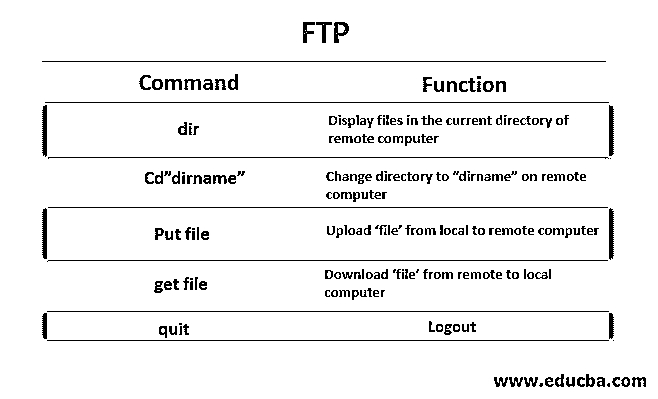 FTP
Command Function
dir Display files in the current directory of
remote computer
Cd”dirname” Change directory to “dirname” on remote
computer
Put file Upload ‘file’ from local to remote computer
get file Download ‘file’ from remote to local
computer
quit Logout
www.educba.com